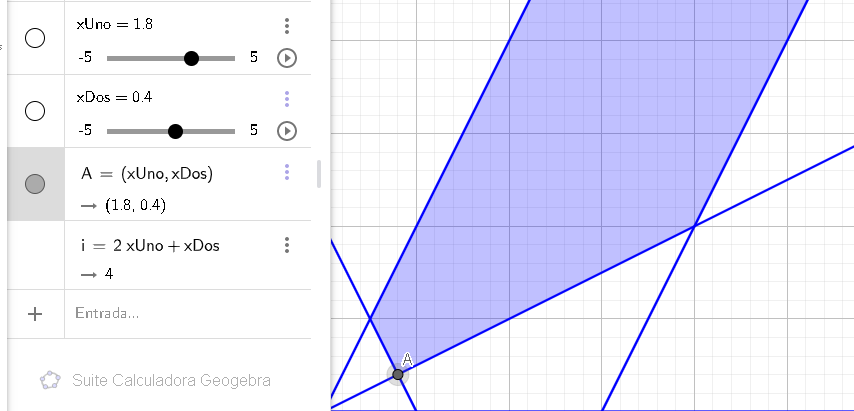 xUno = 1.8
-5 5
xDos = 0.4
-5 5
A = (xUno, xDos)
→ (1.8, 0.4)
i = 2 xUno + xDos
→ 4
+ Entrada...
Suite Calculadora Geogebra
A